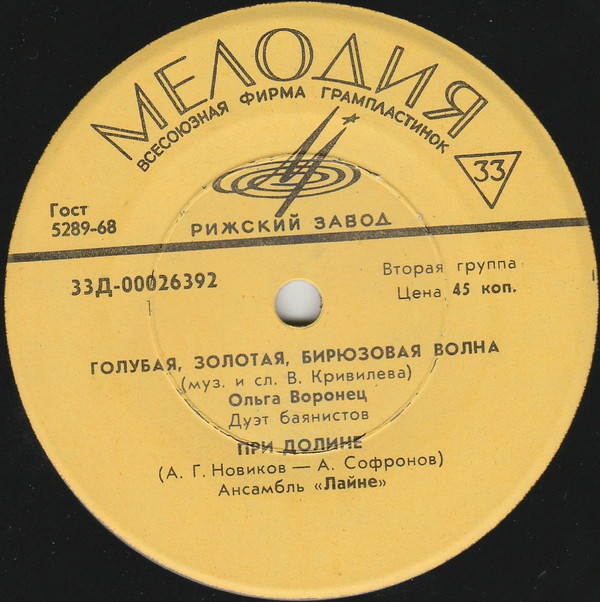 МЕЛОДИЯ
ВСЕСОЮЗНАЯ ФИРМА ГРАМПЛАСТИНОК
33
Гост
5289-68
РИЖСКИЙ ЗАВОД
33Д-00026392
Вторая группа
Цена 45 коп.
ГОЛУБАЯ, ЗОЛОТАЯ, БИРЮЗОВАЯ ВОЛНА
(муз. и сл. В. Кривилева)
Ольга Воронец
Дуэт баянистов
ПРИ ДОЛИНЕ
(А. Г. Новиков — А. Софронов)
Ансамбль «Лайне»